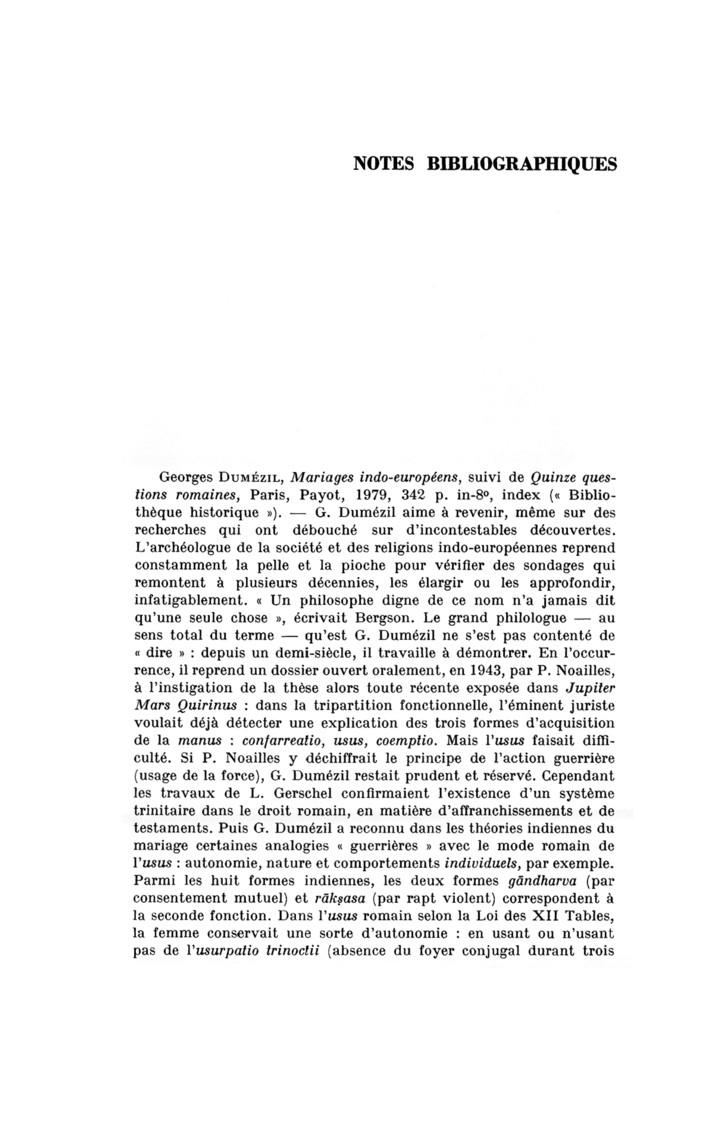 NOTES BIBLIOGRAPHIQUES
Georges DUMÉZIL, Mariages indo-européens, suivi de Quinze ques-
tions romaines, Paris, Payot, 1979, 342 p. in-8º, index (« Biblio-
thèque historique »). — G. Dumézil aime à revenir, même sur des
recherches qui ont débouché sur d'incontestables découvertes.
L'archéologue de la société et des religions indo-européennes reprend
constamment la pelle et la pioche pour vérifier des sondages qui
remontent à plusieurs décennies, les élargir ou les approfondir,
infatigablement. « Un philosophe digne de ce nom n'a jamais dit
qu'une seule chose », écrivait Bergson. Le grand philologue — au
sens total du terme — qu'est G. Dumézil ne s'est pas contenté de
« dire » : depuis un demi-siècle, il travaille à démontrer. En l'occur-
rence, il reprend un dossier ouvert oralement, en 1943, par P. Noailles,
à l'instigation de la thèse alors toute récente exposée dans Jupiter
Mars Quirinus : dans la tripartition fonctionnelle, l'éminent juriste
voulait déjà détecter une explication des trois formes d'acquisition
de la manus : confarreatio, usus, coemptio. Mais l'usus faisait diffi-
culté. Si P. Noailles y déchiffrait le principe de l'action guerrière
(usage de la force), G. Dumézil restait prudent et réservé. Cependant
les travaux de L. Gerschel confirmaient l'existence d'un système
trinitaire dans le droit romain, en matière d'affranchissements et de
testaments. Puis G. Dumézil a reconnu dans les théories indiennes du
mariage certaines analogies « guerrières » avec le mode romain de
l'usus : autonomie, nature et comportements individuels, par exemple.
Parmi les huit formes indiennes, les deux formes gāndharva (par
consentement mutuel) et rākṣasa (par rapt violent) correspondent à
la seconde fonction. Dans l'usus romain selon la Loi des XII Tables,
la femme conservait une sorte d'autonomie : en usant ou n'usant
pas de l'usurpatio trinoctii (absence du foyer conjugal durant trois